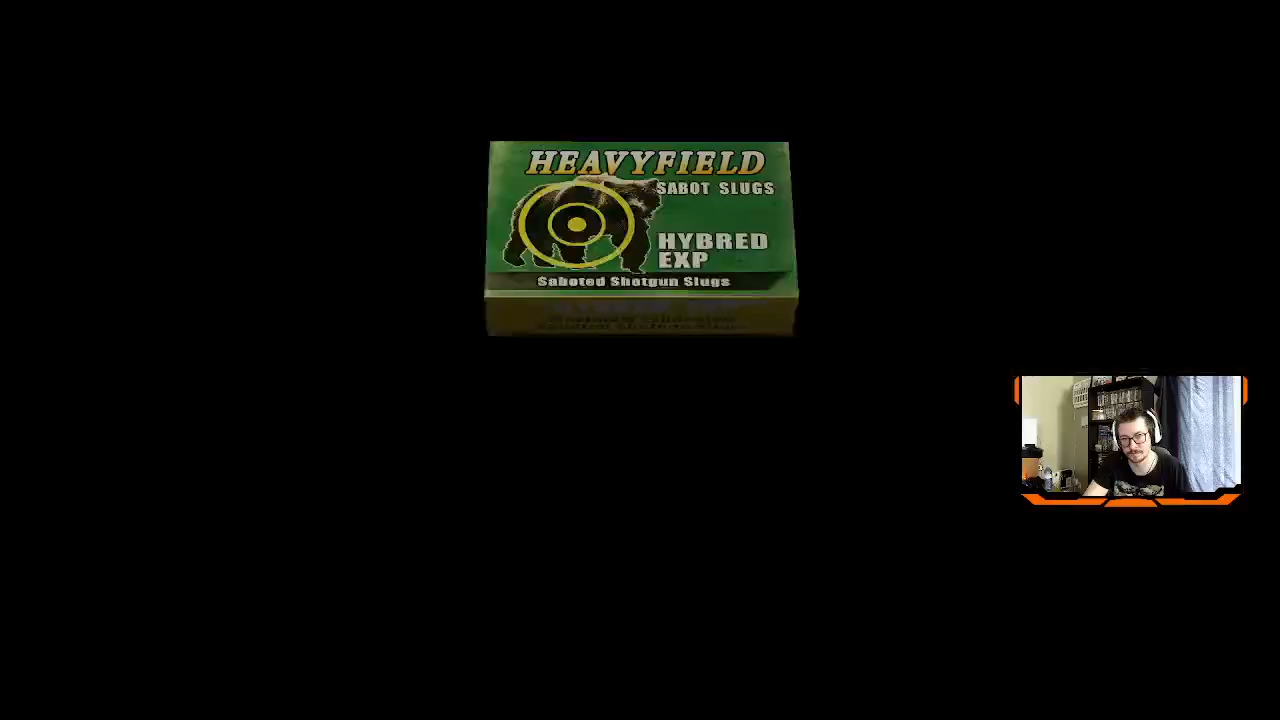 HEAVYFIELD
SABOT SLUGS
HYBRED
EXP
Saboted Shotgun Slugs